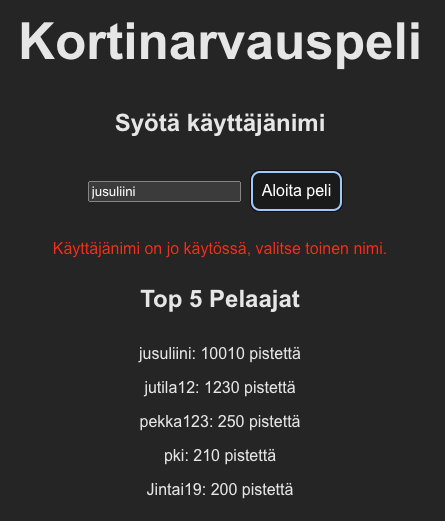 Kortinarvauspeli
Syötä käyttäjänimi
jusuliini Aloita peli
Käyttäjänimi on jo käytössä, valitse toinen nimi.
Top 5 Pelaajat
jusuliini: 10010 pistettä
jutila12: 1230 pistettä
pekka123: 250 pistettä
pki: 210 pistettä
Jintai19: 200 pistettä